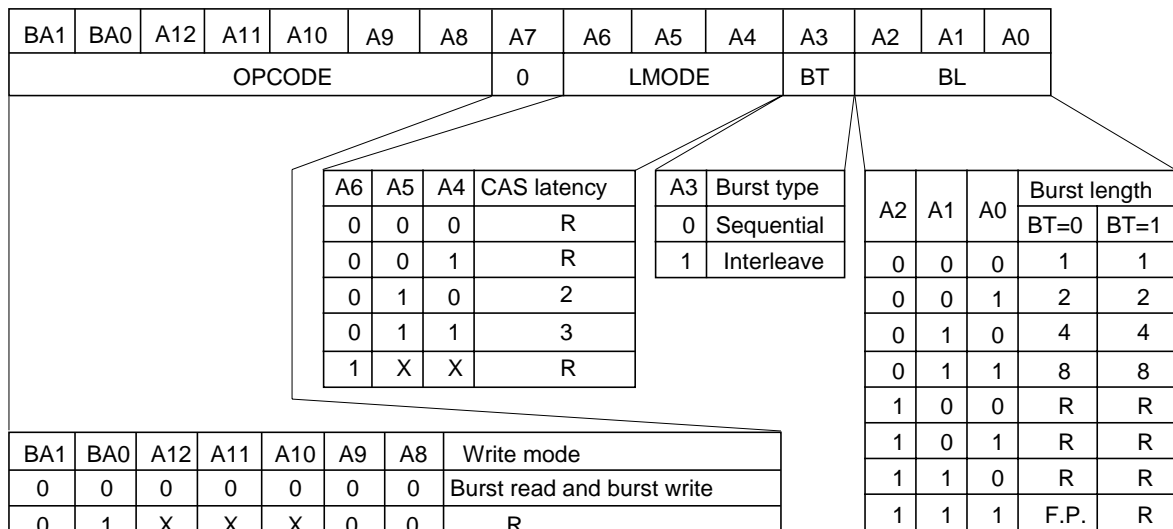 BA1 BA0 A12 A11 A10 A9 A8 A7 A6 A5 A4 A3 A2 A1 A0
OPCODE 0 LMODE BT BL
A6 A5 A4 CAS latency
0 0 0 R
0 0 1 R
0 1 0 2
0 1 1 3
1 X X R
A3 Burst type
0 Sequential
1 Interleave
A2 A1 A0 Burst length
BT=0 BT=1
0 0 0 1 1
0 0 1 2 2
0 1 0 4 4
0 1 1 8 8
1 0 0 R R
1 0 1 R R
1 1 0 R R
1 1 1 F.P. R
BA1 BA0 A12 A11 A10 A9 A8 Write mode
0 0 0 0 0 0 0 Burst read and burst write
0 1 X X X 0 0 R